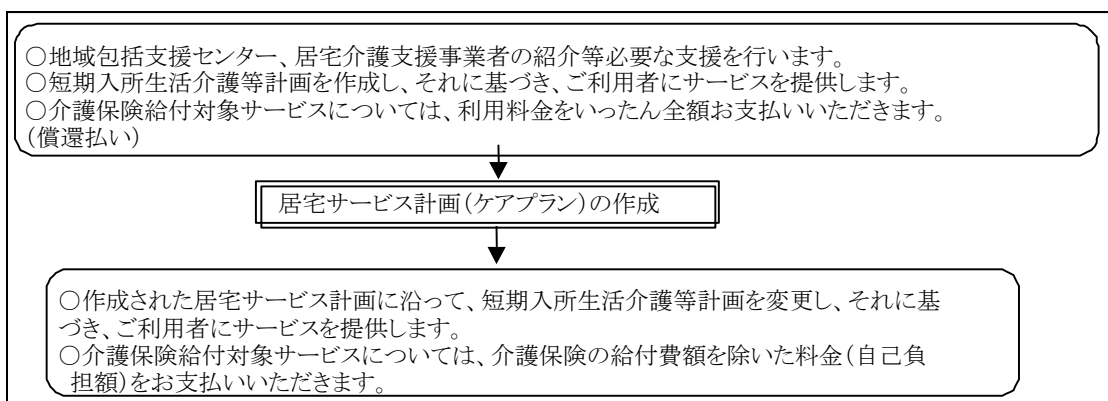 ○地域包括支援センター、居宅介護支援事業者の紹介等必要な支援を行います。
○短期入所生活介護等計画を作成し、それに基づき、ご利用者にサービスを提供します。
○介護保険給付対象サービスについては、利用料金をいったん全額お支払いいただきます。
(償還払い)
居宅サービス計画(ケアプラン)の作成
○作成された居宅サービス計画に沿って、短期入所生活介護等計画を変更し、それに基
づき、ご利用者にサービスを提供します。
○介護保険給付対象サービスについては、介護保険の給付費額を除いた料金(自己負
担額)をお支払いいただきます。